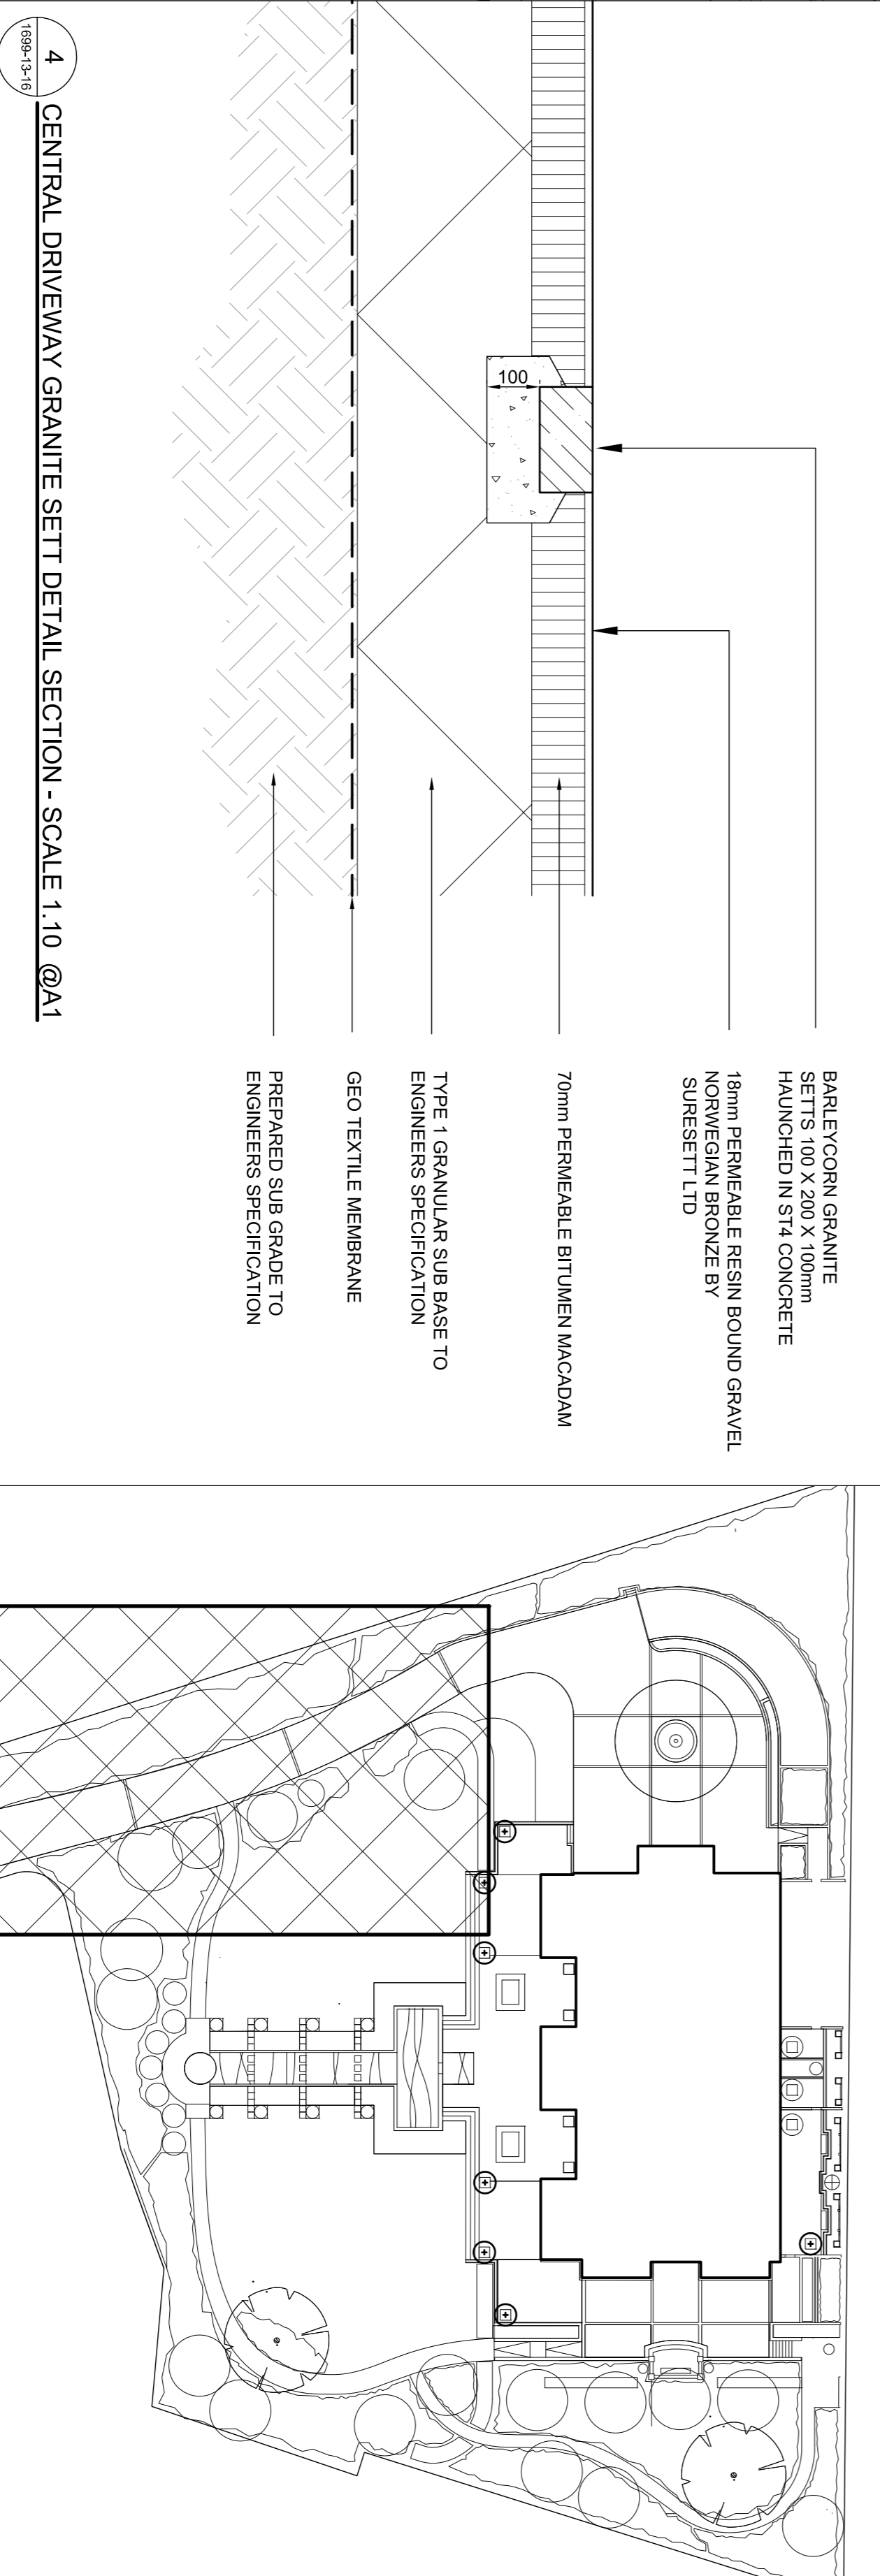 BARLEYCORN GRANITE
SETTS 100 X 200 X 100mm
HAUNCHED IN ST4 CONCRETE
18mm PERMEABLE RESIN BOUND GRAVEL
NORWEGIAN BRONZE BY
SURESETT LTD
70mm PERMEABLE BITUMEN MACADAM
TYPE 1 GRANULAR SUB BASE TO
ENGINEERS SPECIFICATION
GEO TEXTILE MEMBRANE
PREPARED SUB GRADE TO
ENGINEERS SPECIFICATION
100
4
1699-13-16
CENTRAL DRIVEWAY GRANITE SETT DETAIL SECTION - SCALE 1.10 @A1